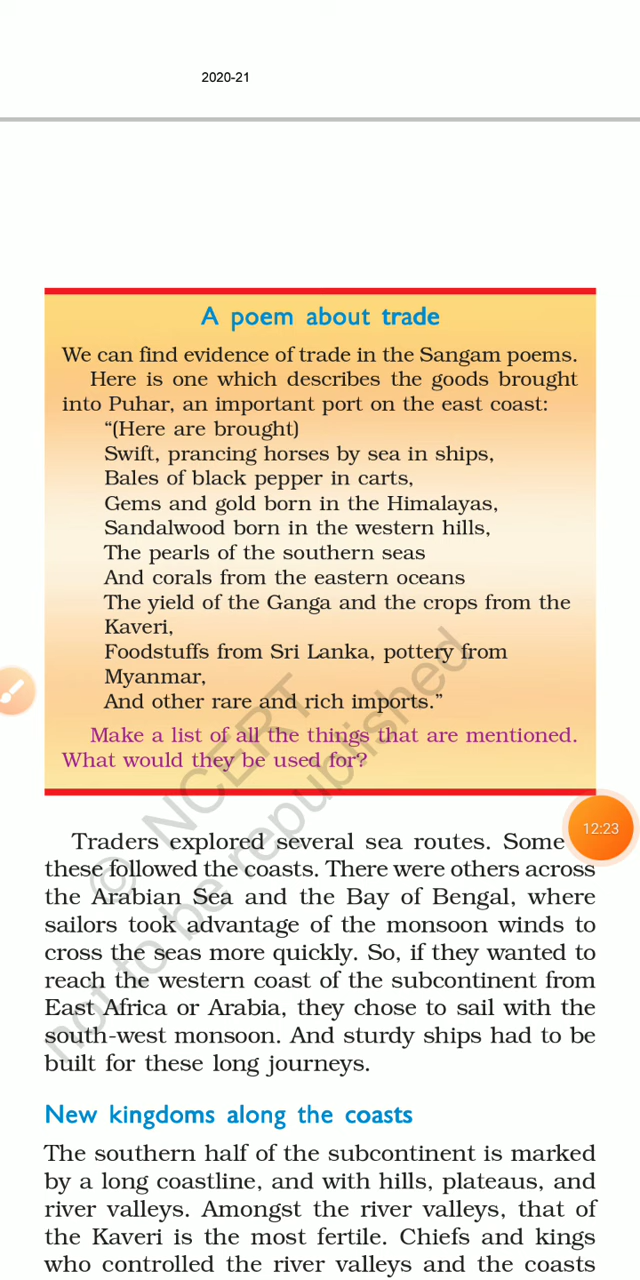 2020-21
A poem about trade
We can find evidence of trade in the Sangam poems.
Here is one which describes the goods brought
into Puhar, an important port on the east coast:
“(Here are brought)
Swift, prancing horses by sea in ships,
Bales of black pepper in carts,
Gems and gold born in the Himalayas,
Sandalwood born in the western hills,
The pearls of the southern seas
And corals from the eastern oceans
The yield of the Ganga and the crops from the
Kaveri,
Foodstuffs from Sri Lanka, pottery from
Myanmar,
And other rare and rich imports.”
Make a list of all the things that are mentioned.
What would they be used for?
12:23
Traders explored several sea routes. Some
these followed the coasts. There were others across
the Arabian Sea and the Bay of Bengal, where
sailors took advantage of the monsoon winds to
cross the seas more quickly. So, if they wanted to
reach the western coast of the subcontinent from
East Africa or Arabia, they chose to sail with the
south-west monsoon. And sturdy ships had to be
built for these long journeys.
New kingdoms along the coasts
The southern half of the subcontinent is marked
by a long coastline, and with hills, plateaus, and
river valleys. Amongst the river valleys, that of
the Kaveri is the most fertile. Chiefs and kings
who controlled the river valleys and the coasts
© NCERT
not to be republished